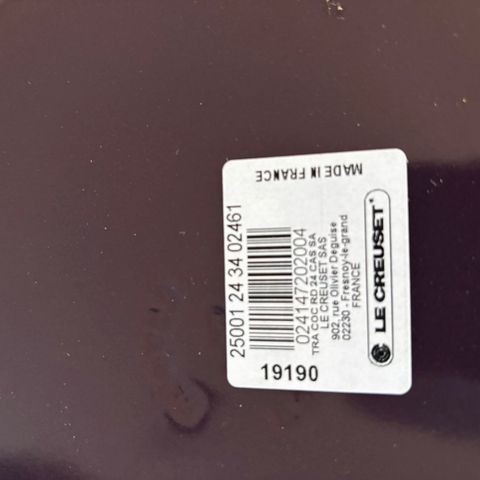 25001 24 34 02461
024147202004
TRA COC RD 24 CAS SA
LE CREUSET SAS
902, rue Olivier Deguise
02230 - Fresnoy-le-grand
FRANCE
LE CREUSET
19190
MADE IN FRANCE